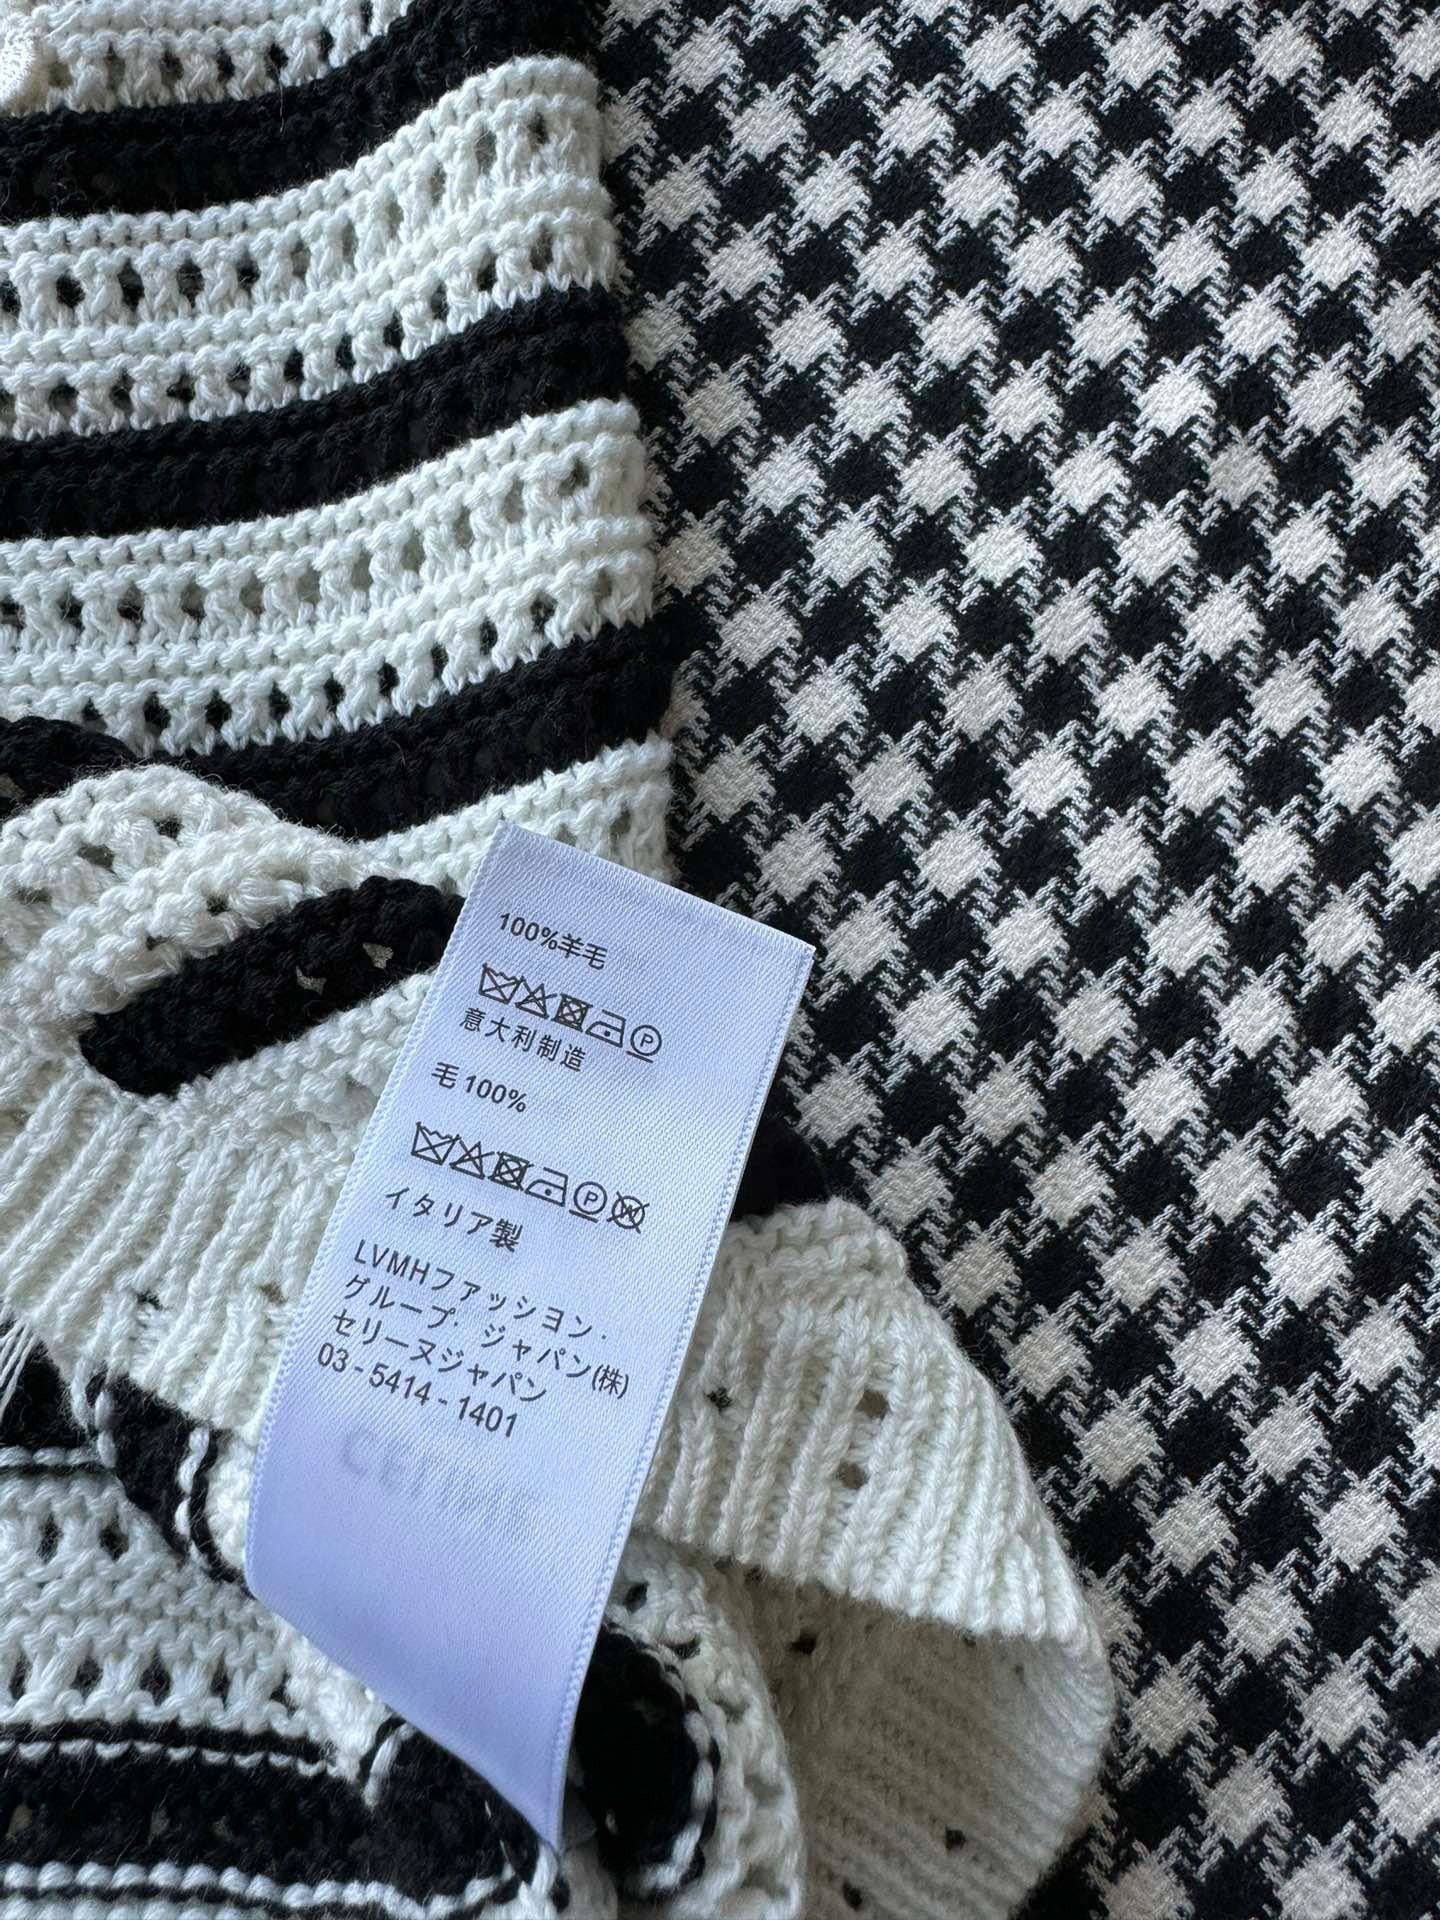 100%羊毛
P
意大利制造
毛 100%
P W
イタリア製
LVMHファッション.
グループ. ジャパン(株)
セリーヌジャパン
03-5414-1401